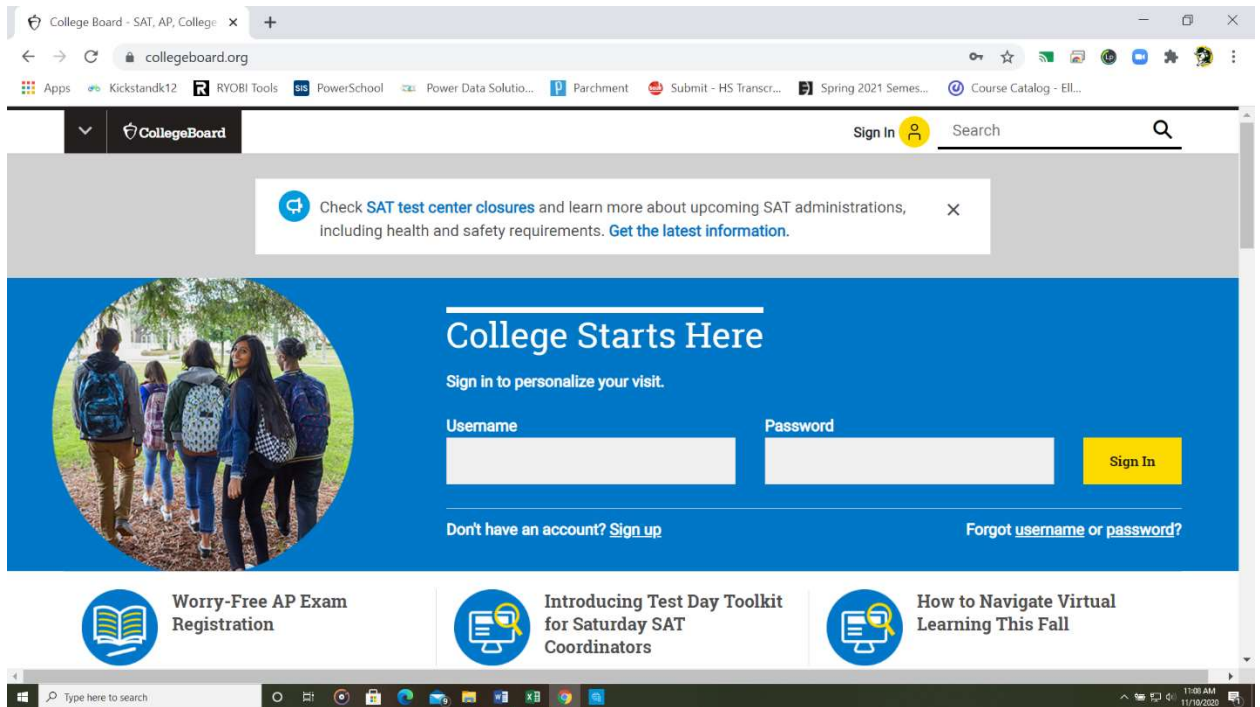 College Board - SAT, AP, College
collegeboard.org
Apps Kickstandk12 RYOBI Tools SIS PowerSchool Power Data Solutio... Parchment Submit - HS Transcr... Spring 2021 Semes... Course Catalog - Ell...
CollegeBoard Sign In Search
Check SAT test center closures and learn more about upcoming SAT administrations,
including health and safety requirements. Get the latest information.
College Starts Here
Sign in to personalize your visit.
Username Password
Sign In
Don't have an account? Sign up Forgot username or password?
Worry-Free AP Exam
Registration
Introducing Test Day Toolkit
for Saturday SAT
Coordinators
How to Navigate Virtual
Learning This Fall
Type here to search
11:08 AM
11/10/2020